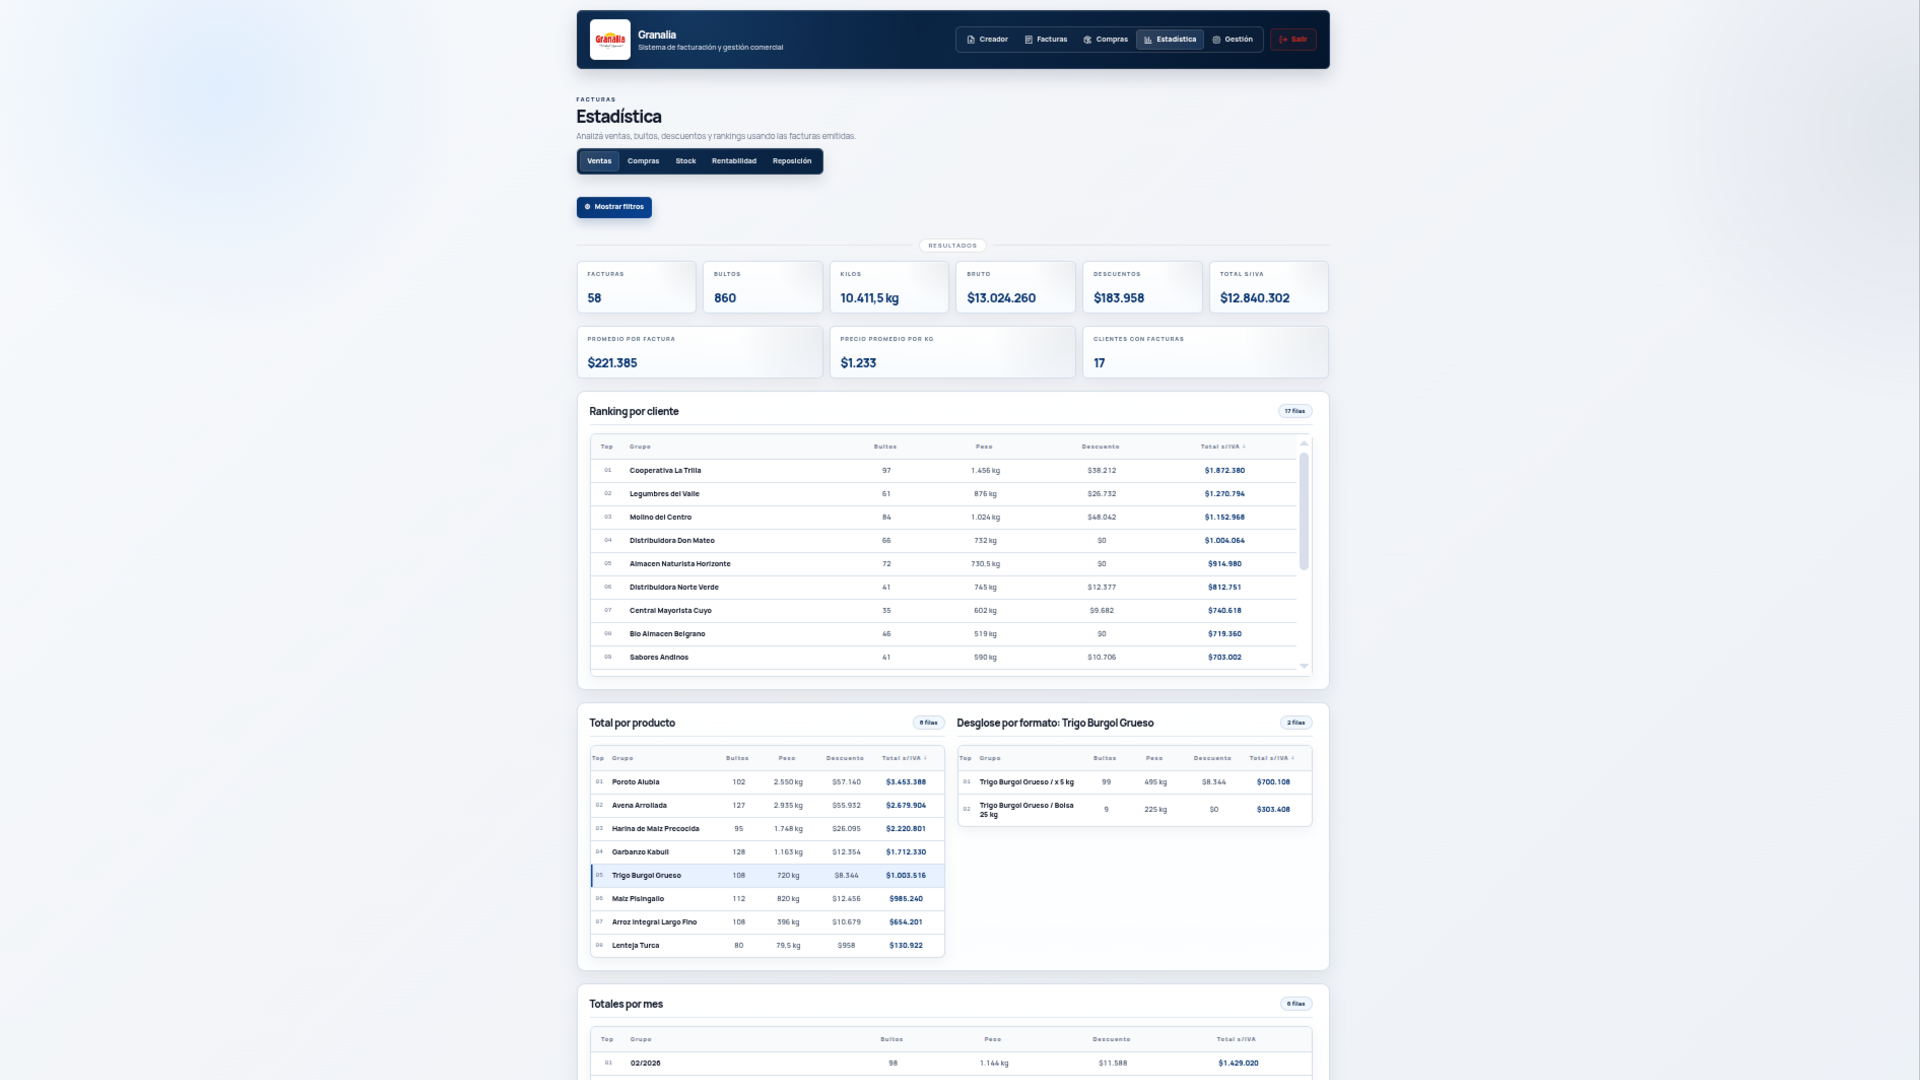 Granalia
Granalia
Sistema de facturación y gestión comercial
Creador
Facturas
Compras
Estadística
Gestión
Salir
FACTURAS
Estadística
Analizá ventas, bultos, descuentos y rankings usando las facturas emitidas.
Ventas
Compras
Stock
Rentabilidad
Reposición
Mostrar filtros
RESULTADOS
FACTURAS
58
BULTOS
860
KILOS
10.411,5 kg
BRUTO
$13.024.260
DESCUENTOS
$183.958
TOTAL S/IVA
$12.840.302
PROMEDIO POR FACTURA
$221.385
PRECIO PROMEDIO POR KG
$1.233
CLIENTES CON FACTURAS
17
Ranking por cliente
17 filas
Top Grupo Bultos Peso Descuento Total s/IVA ↓
01 Cooperativa La Trilla 97 1.456 kg $38.212 $1.872.380
02 Legumbres del Valle 61 876 kg $26.732 $1.270.794
03 Molino del Centro 84 1.024 kg $48.042 $1.152.968
04 Distribuidora Don Mateo 66 732 kg $0 $1.004.064
05 Almacen Naturista Horizonte 72 730,5 kg $0 $914.980
06 Distribuidora Norte Verde 41 745 kg $12.377 $812.751
07 Central Mayorista Cuyo 35 602 kg $9.682 $740.618
08 Bio Almacen Belgrano 46 519 kg $0 $719.360
09 Sabores Andinos 41 590 kg $10.706 $703.002
Total por producto
8 filas
Top Grupo Bultos Peso Descuento Total s/IVA ↓
01 Poroto Alubia 102 2.550 kg $57.140 $3.453.388
02 Avena Arrollada 127 2.935 kg $55.932 $2.679.904
03 Harina de Maiz Precocida 95 1.748 kg $26.095 $2.220.801
04 Garbanzo Kabuli 128 1.163 kg $12.354 $1.712.330
05 Trigo Burgol Grueso 108 720 kg $8.344 $1.003.516
06 Maiz Pisingallo 112 820 kg $12.456 $985.240
07 Arroz Integral Largo Fino 108 396 kg $10.679 $654.201
08 Lenteja Turca 80 79,5 kg $958 $130.922
Desglose por formato: Trigo Burgol Grueso
2 filas
Top Grupo Bultos Peso Descuento Total s/IVA ↓
01 Trigo Burgol Grueso / x 5 kg 99 495 kg $8.344 $700.108
02 Trigo Burgol Grueso / Bolsa 25 kg 9 225 kg $0 $303.408
Totales por mes
6 filas
Top Grupo Bultos Peso Descuento Total s/IVA
01 02/2026 98 1.144 kg $11.588 $1.429.020